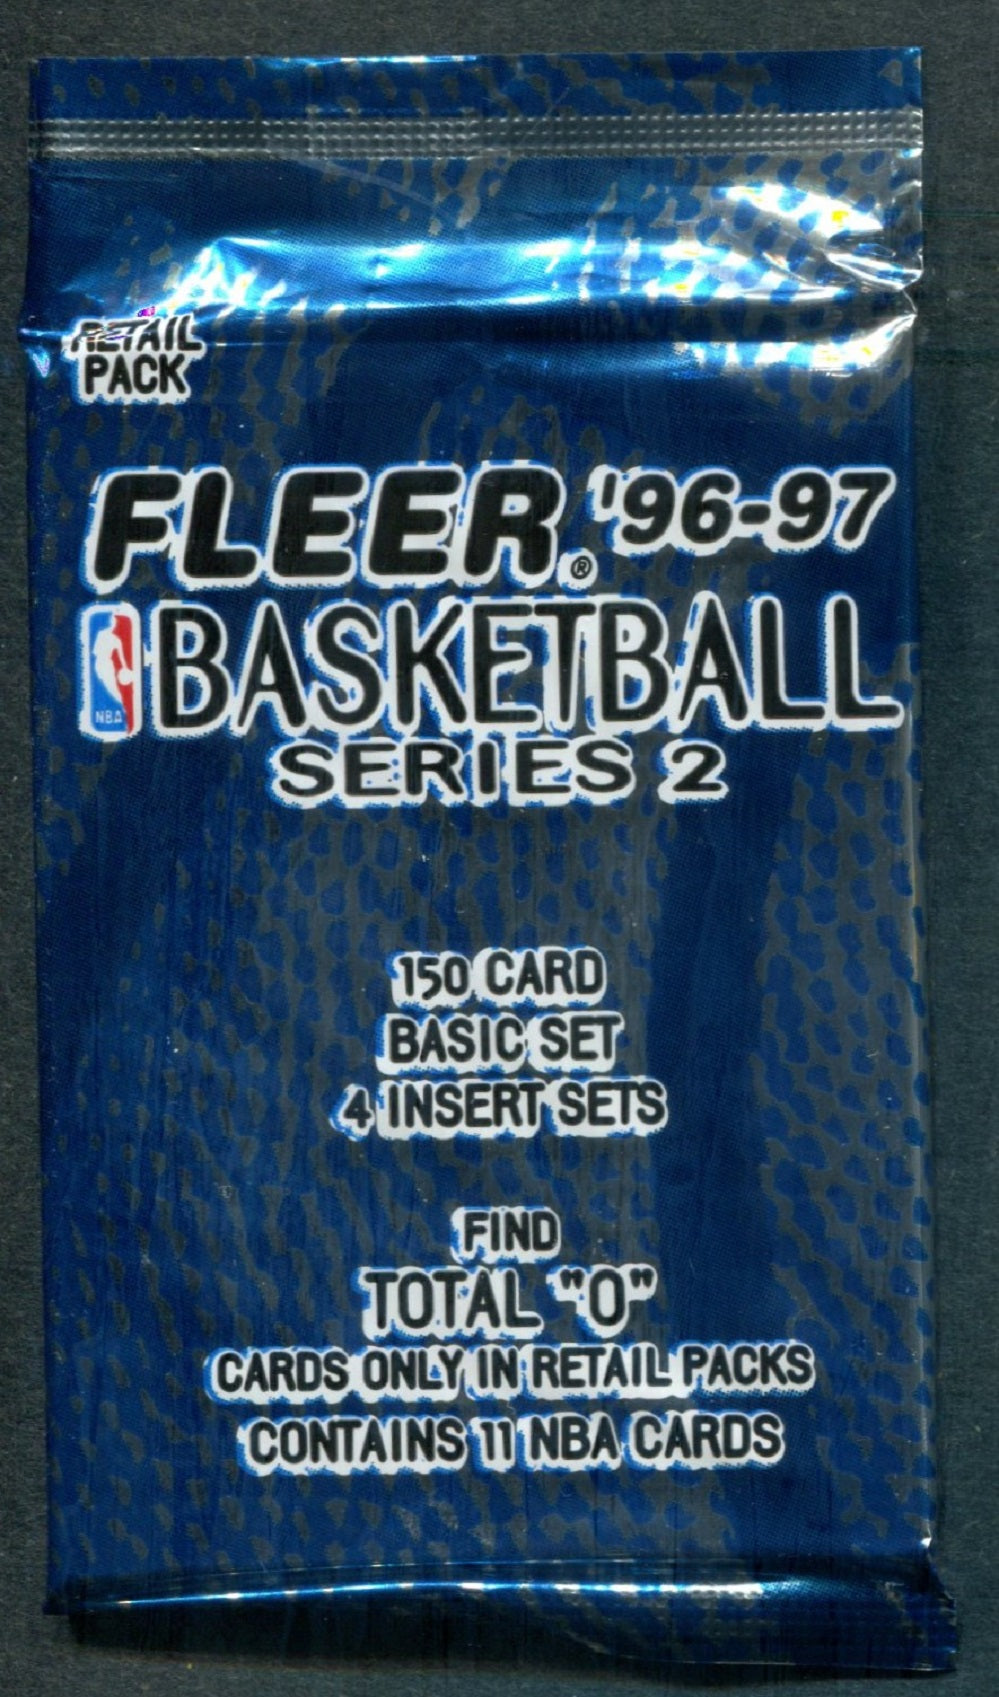 RETAIL
PACK
FLEER® '96-97
NBA BASKETBALL
SERIES 2
150 CARD
BASIC SET
4 INSERT SETS
FIND
TOTAL "O"
CARDS ONLY IN RETAIL PACKS
CONTAINS 11 NBA CARDS